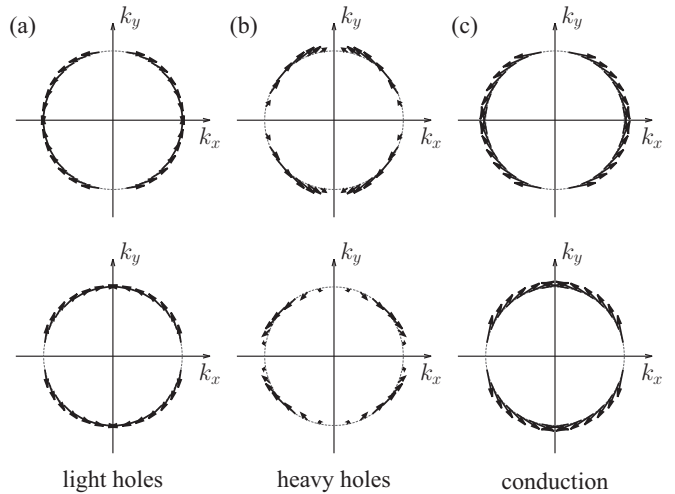 (a) k_y (b) k_y (c) k_y
k_x k_x k_x
k_y k_y k_y
k_x k_x k_x
light holes heavy holes conduction